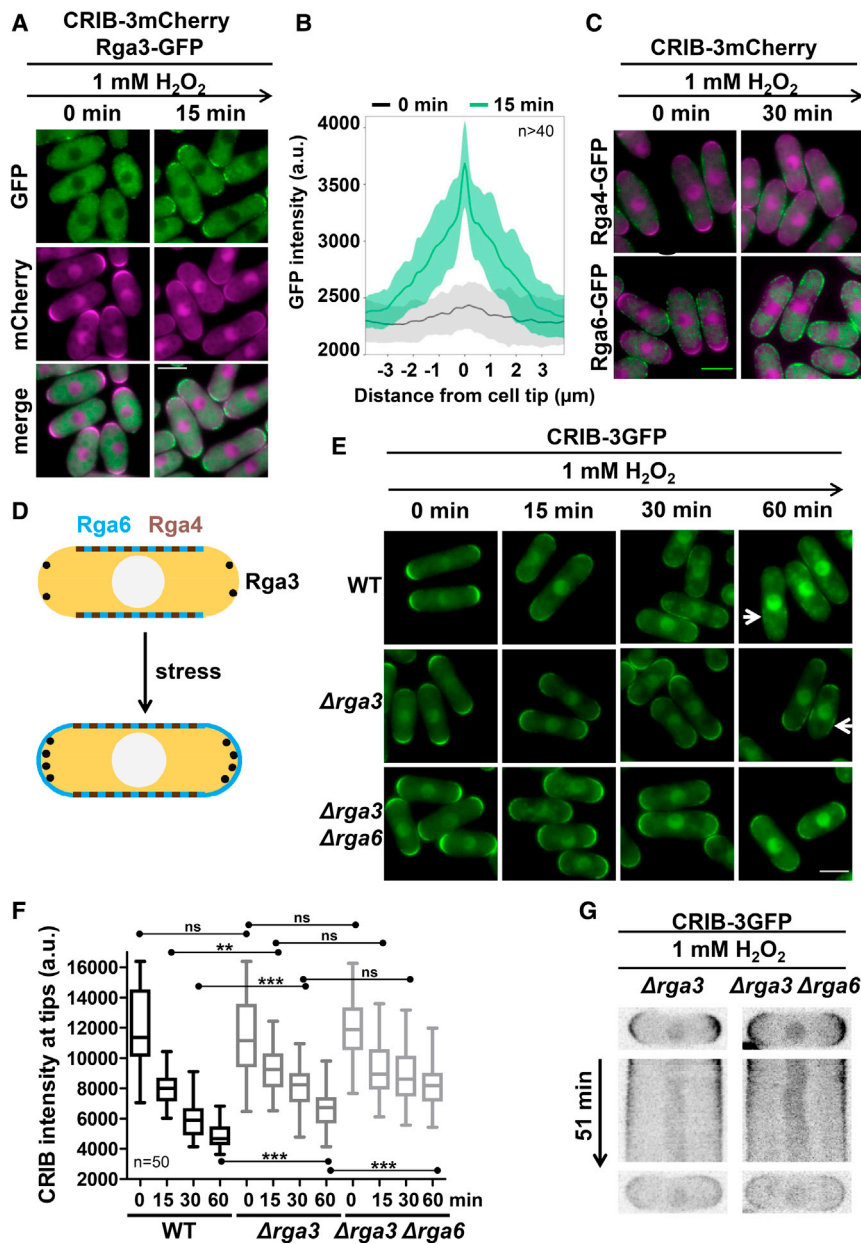 A
CRIB-3mCherry
Rga3-GFP
1 mM H₂O₂
0 min 15 min
GFP
mCherry
merge
B
0 min 15 min
n>40
GFP intensity (a.u.)
4000
3500
3000
2500
2000
-3 -2 -1 0 1 2 3
Distance from cell tip (µm)
C
CRIB-3mCherry
1 mM H₂O₂
0 min 30 min
Rga4-GFP
Rga6-GFP
D
Rga6 Rga4
Rga3
stress
E
CRIB-3GFP
1 mM H₂O₂
0 min 15 min 30 min 60 min
WT
Δrga3
Δrga3
Δrga6
F
CRIB intensity at tips (a.u.)
ns ns
** ns
*** ns
16000
14000
12000
10000
8000
6000
4000
2000
n=50
*** ***
0 15 30 60 0 15 30 60 0 15 30 60 min
WT Δrga3 Δrga3 Δrga6
G
CRIB-3GFP
1 mM H₂O₂
Δrga3 Δrga3 Δrga6
51 min